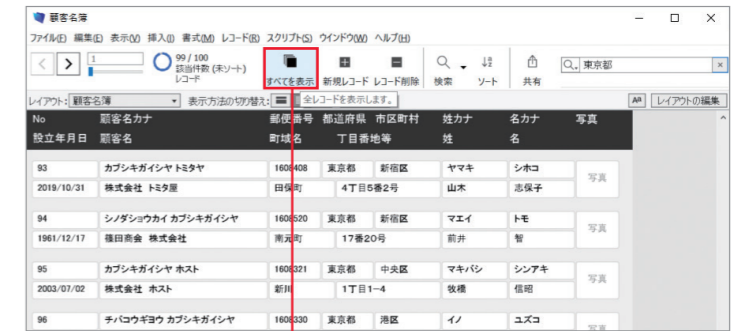 顧客名簿
ファイル(F) 編集(E) 表示(V) 挿入(I) 書式(M) レコード(R) スクリプト(S) ウインドウ(W) ヘルプ(H)
1
99 / 100
該当件数 (未ソート)
レコード
すべてを表示 新規レコード レコード削除 検索 ソート 共有
東京都
レイアウト: 顧客名簿 表示方法の切り替え: 全レコードを表示します。 Aa レイアウトの編集
No 顧客名カナ 郵便番号 都道府県 市区町村 姓カナ 名カナ 写真
設立年月日 顧客名 町域名 丁目番地等 姓 名
93 カブシキガイシヤ トミタヤ 1608408 東京都 新宿区 ヤマキ シホコ 写真
2019/10/31 株式会社 トミタ屋 田保町 4丁目5番2号 山木 志保子
94 シノダショウカイ カブシキガイシヤ 1608520 東京都 新宿区 マエイ トモ 写真
1961/12/17 篠田商会 株式会社 南元町 17番20号 前井 智
95 カブシキガイシヤ ホスト 1608321 東京都 中央区 マキバシ シンアキ 写真
2003/07/02 株式会社 ホスト 新川 1丁目1−4 牧橋 信昭
96 チバコウギヨウ カブシキガイシヤ 1608330 東京都 港区 イノ ユズコ 写真